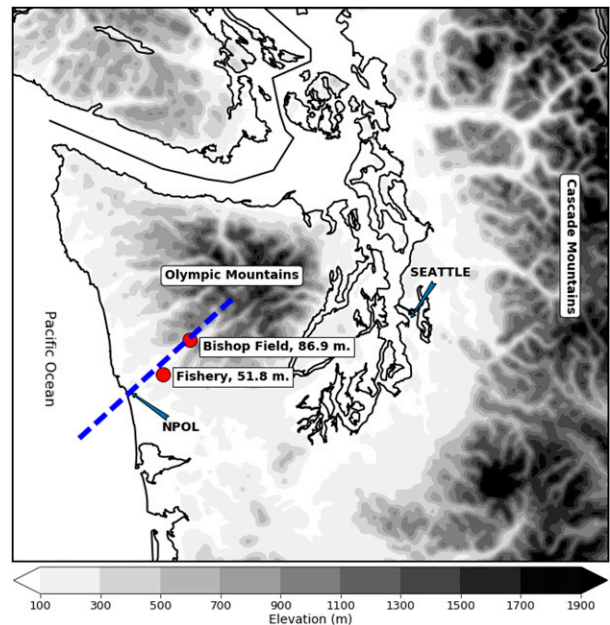 Cascade Mountains
Olympic Mountains
SEATTLE
Pacific Ocean
Bishop Field, 86.9 m.
Fishery, 51.8 m.
NPOL
100 300 500 700 900 1100 1300 1500 1700 1900
Elevation (m)